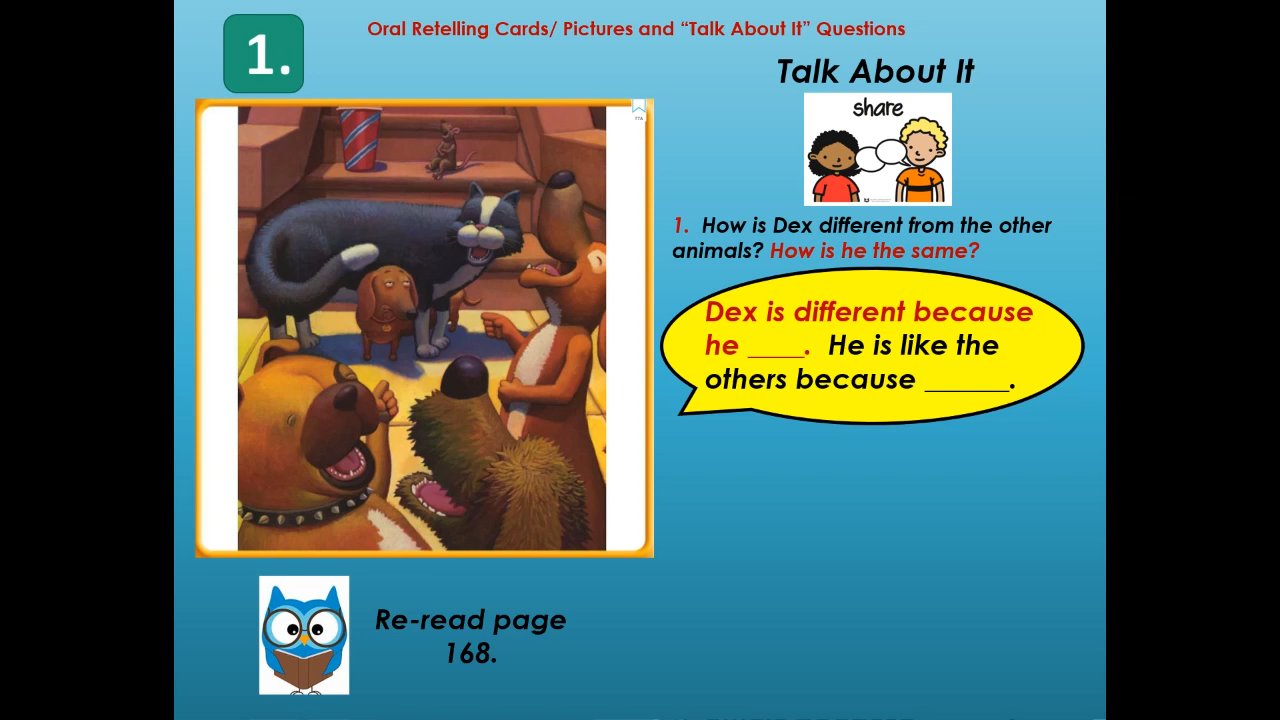 1.
Oral Retelling Cards/ Pictures and “Talk About It” Questions
Talk About It
share
1. How is Dex different from the other
animals? How is he the same?
Dex is different because
he ____. He is like the
others because ______.
Re-read page
168.